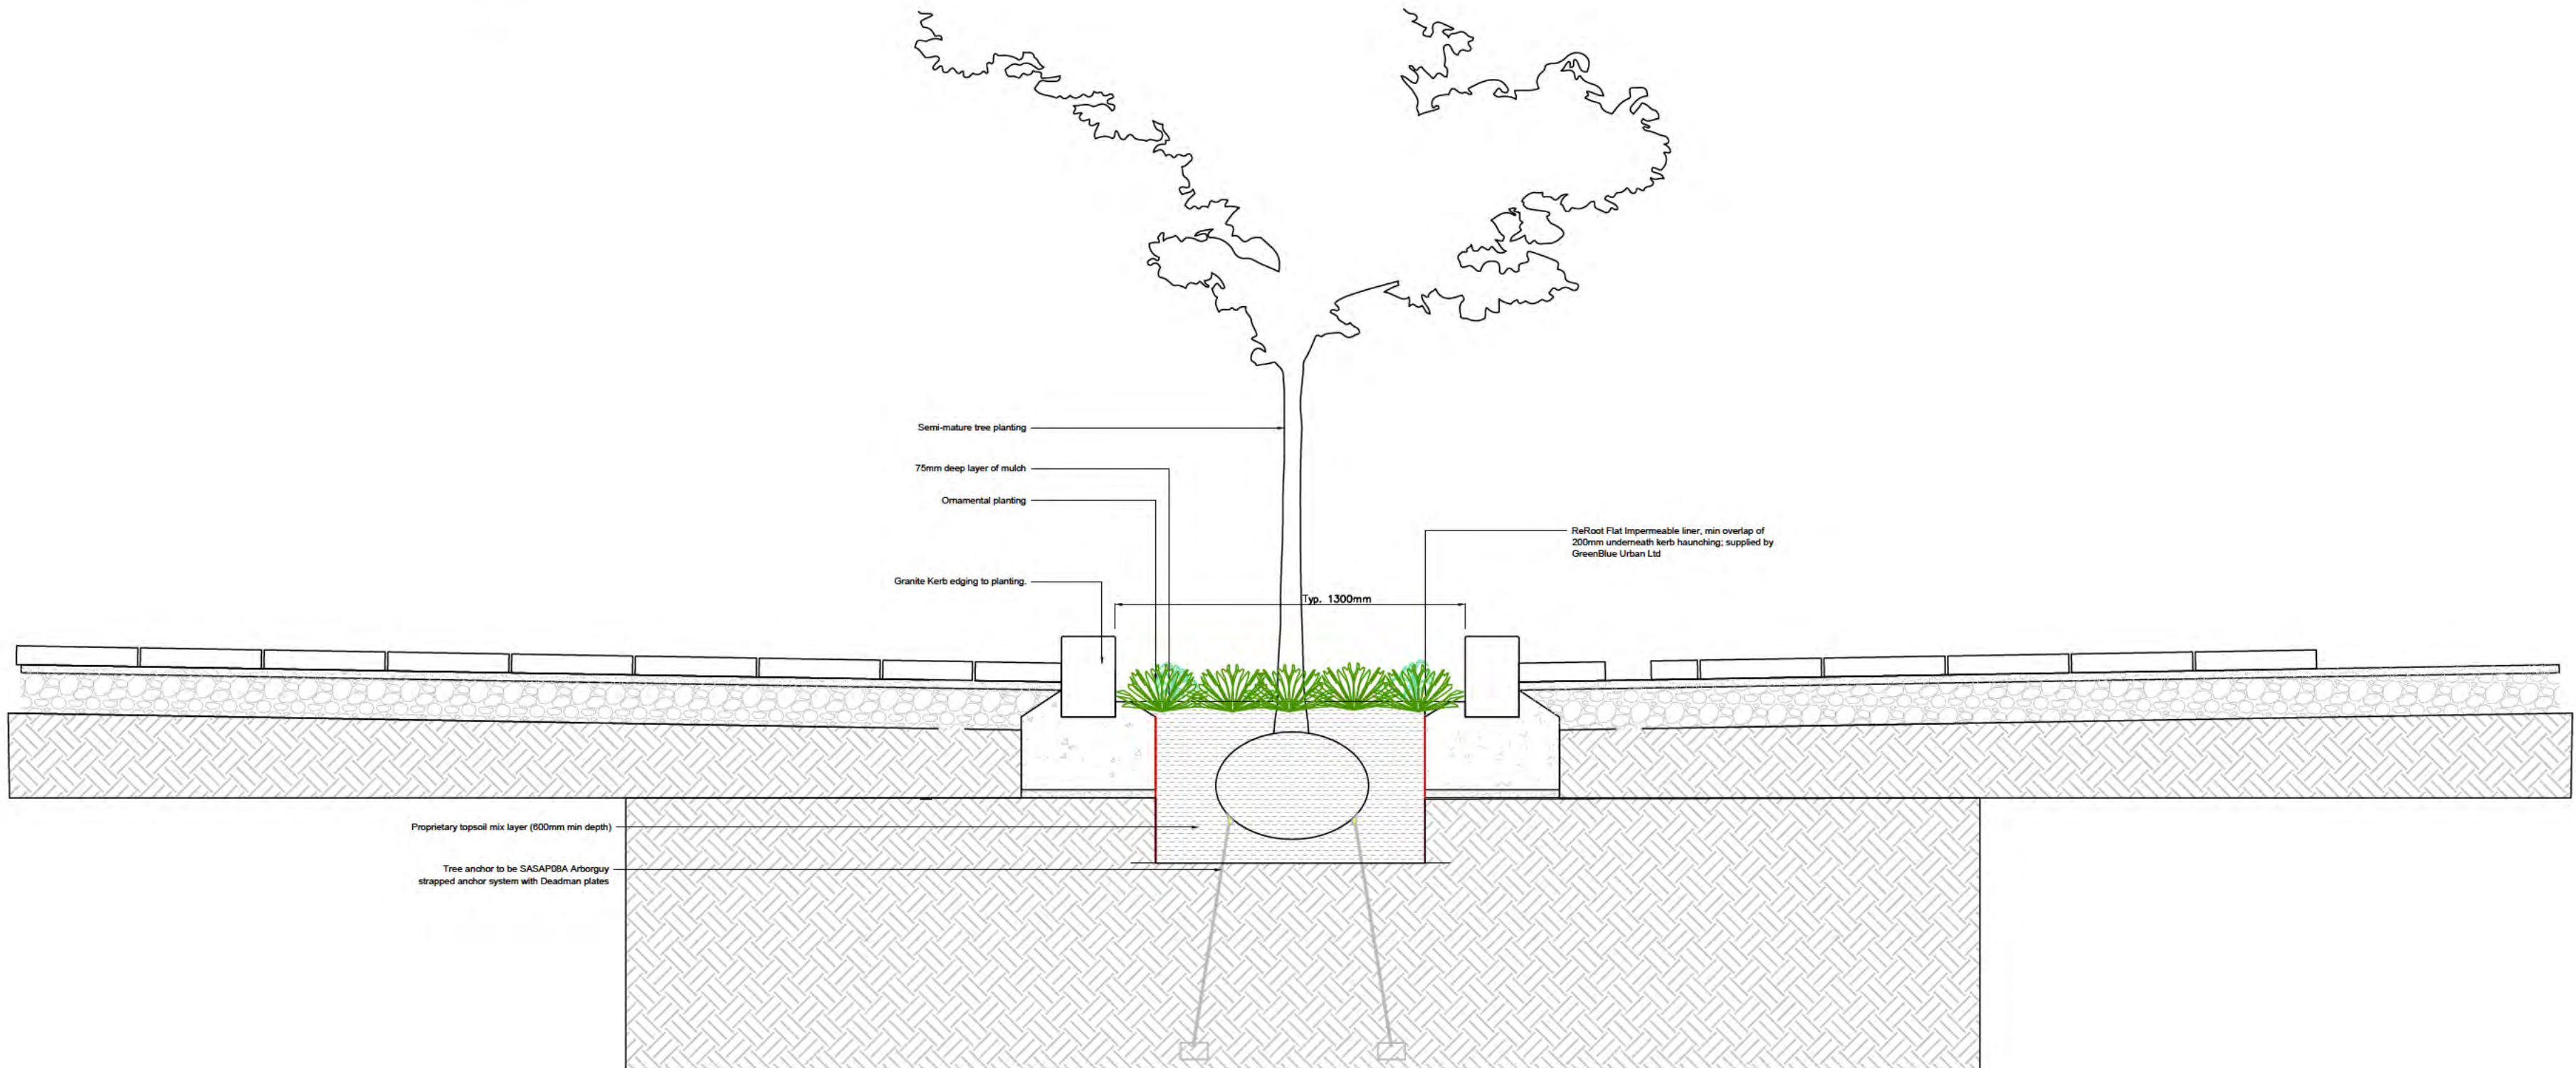 Semi-mature tree planting
75mm deep layer of mulch
Ornamental planting
ReRoot Flat Impermeable liner, min overlap of
200mm underneath kerb haunching; supplied by
GreenBlue Urban Ltd
Granite Kerb edging to planting.
Typ. 1300mm
Proprietary topsoil mix layer (600mm min depth)
Tree anchor to be SASAP08A Arborguy
strapped anchor system with Deadman plates